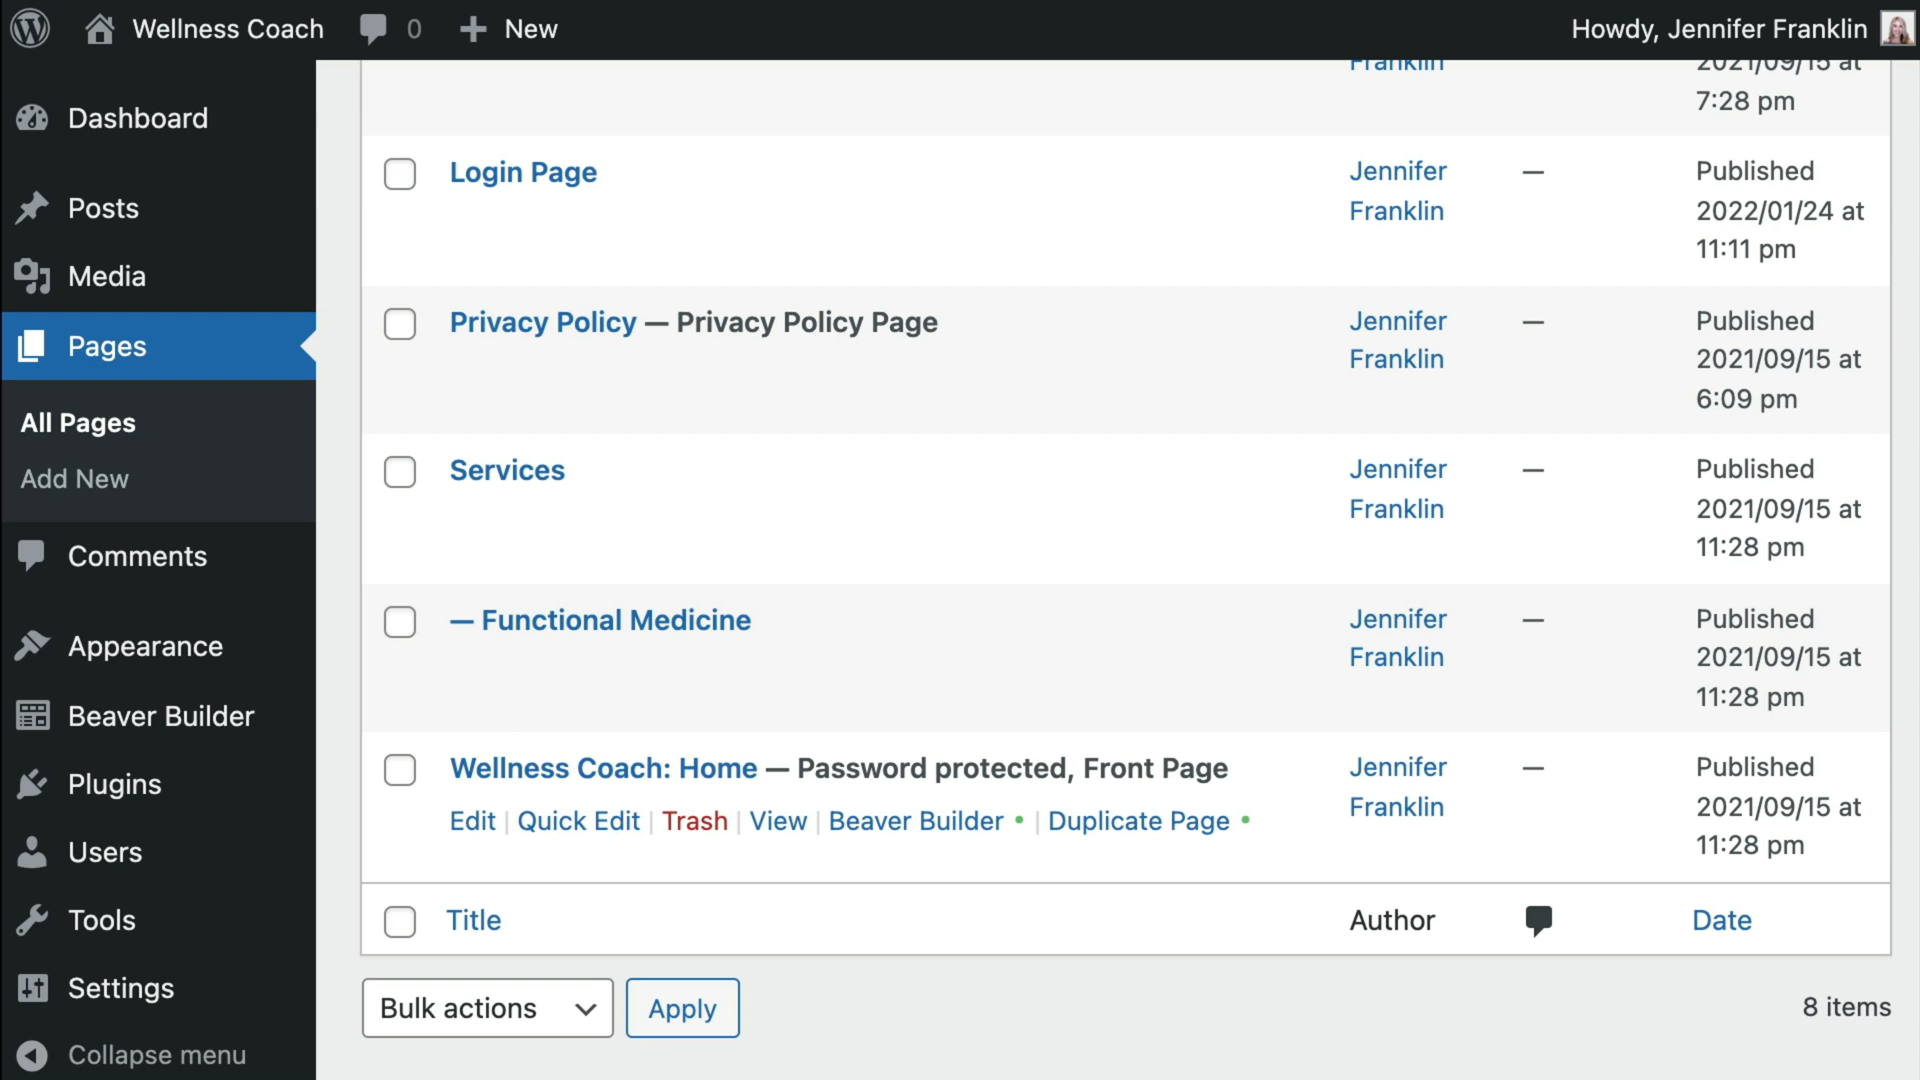 Wellness Coach 0 New Howdy, Jennifer Franklin
Dashboard
Posts
Media
Pages
All Pages
Add New
Comments
Appearance
Beaver Builder
Plugins
Users
Tools
Settings
Collapse menu
Franklin 2021/09/15 at
7:28 pm
Login Page Jennifer — Published
Franklin 2022/01/24 at
11:11 pm
Privacy Policy — Privacy Policy Page Jennifer — Published
Franklin 2021/09/15 at
6:09 pm
Services Jennifer — Published
Franklin 2021/09/15 at
11:28 pm
— Functional Medicine Jennifer — Published
Franklin 2021/09/15 at
11:28 pm
Wellness Coach: Home — Password protected, Front Page Jennifer — Published
Edit | Quick Edit | Trash | View | Beaver Builder • | Duplicate Page • Franklin 2021/09/15 at
11:28 pm
Title Author Date
Bulk actions Apply 8 items